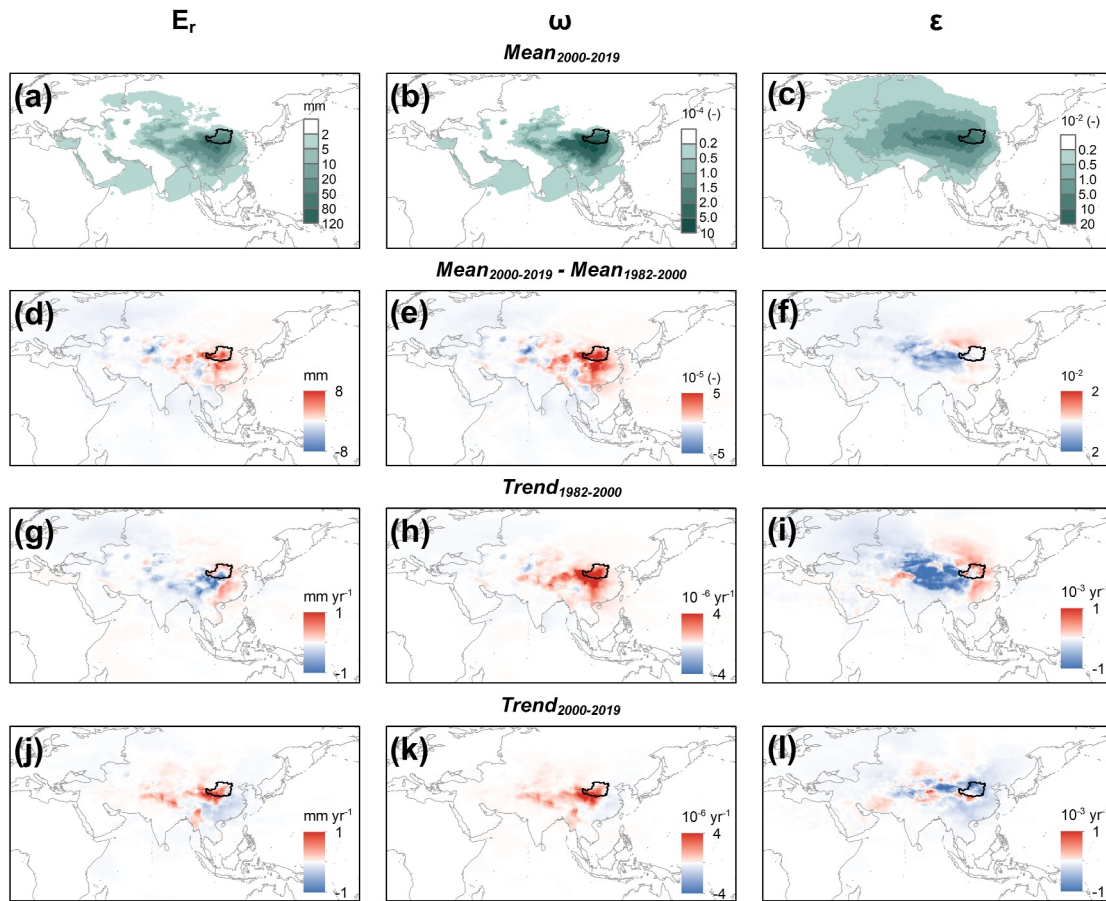 Eᵣ ω ε
Mean₂₀₀₀₋₂₀₁₉
(a) (b) (c)
mm 10⁻⁴ (-) 10⁻² (-)
2 0.2 0.2
5 0.5 0.5
10 1.0 1.0
20 1.5 1.5
50 2.0 5.0
80 5.0 10
120 10 20
Mean₂₀₀₀₋₂₀₁₉ - Mean₁₉₈₂₋₂₀₀₀
(d) (e) (f)
mm 10⁻⁵ (-) 10⁻²
8 5 2
-8 -5 2
Trend₁₉₈₂₋₂₀₀₀
(g) (h) (i)
mm yr⁻¹ 10 ⁻⁶ yr⁻¹ 10⁻³ yr⁻¹
1 4 1
-1 -4 -1
Trend₂₀₀₀₋₂₀₁₉
(j) (k) (l)
mm yr⁻¹ 10⁻⁶ yr⁻¹ 10⁻³ yr⁻¹
1 4 1
-1 -4 -1